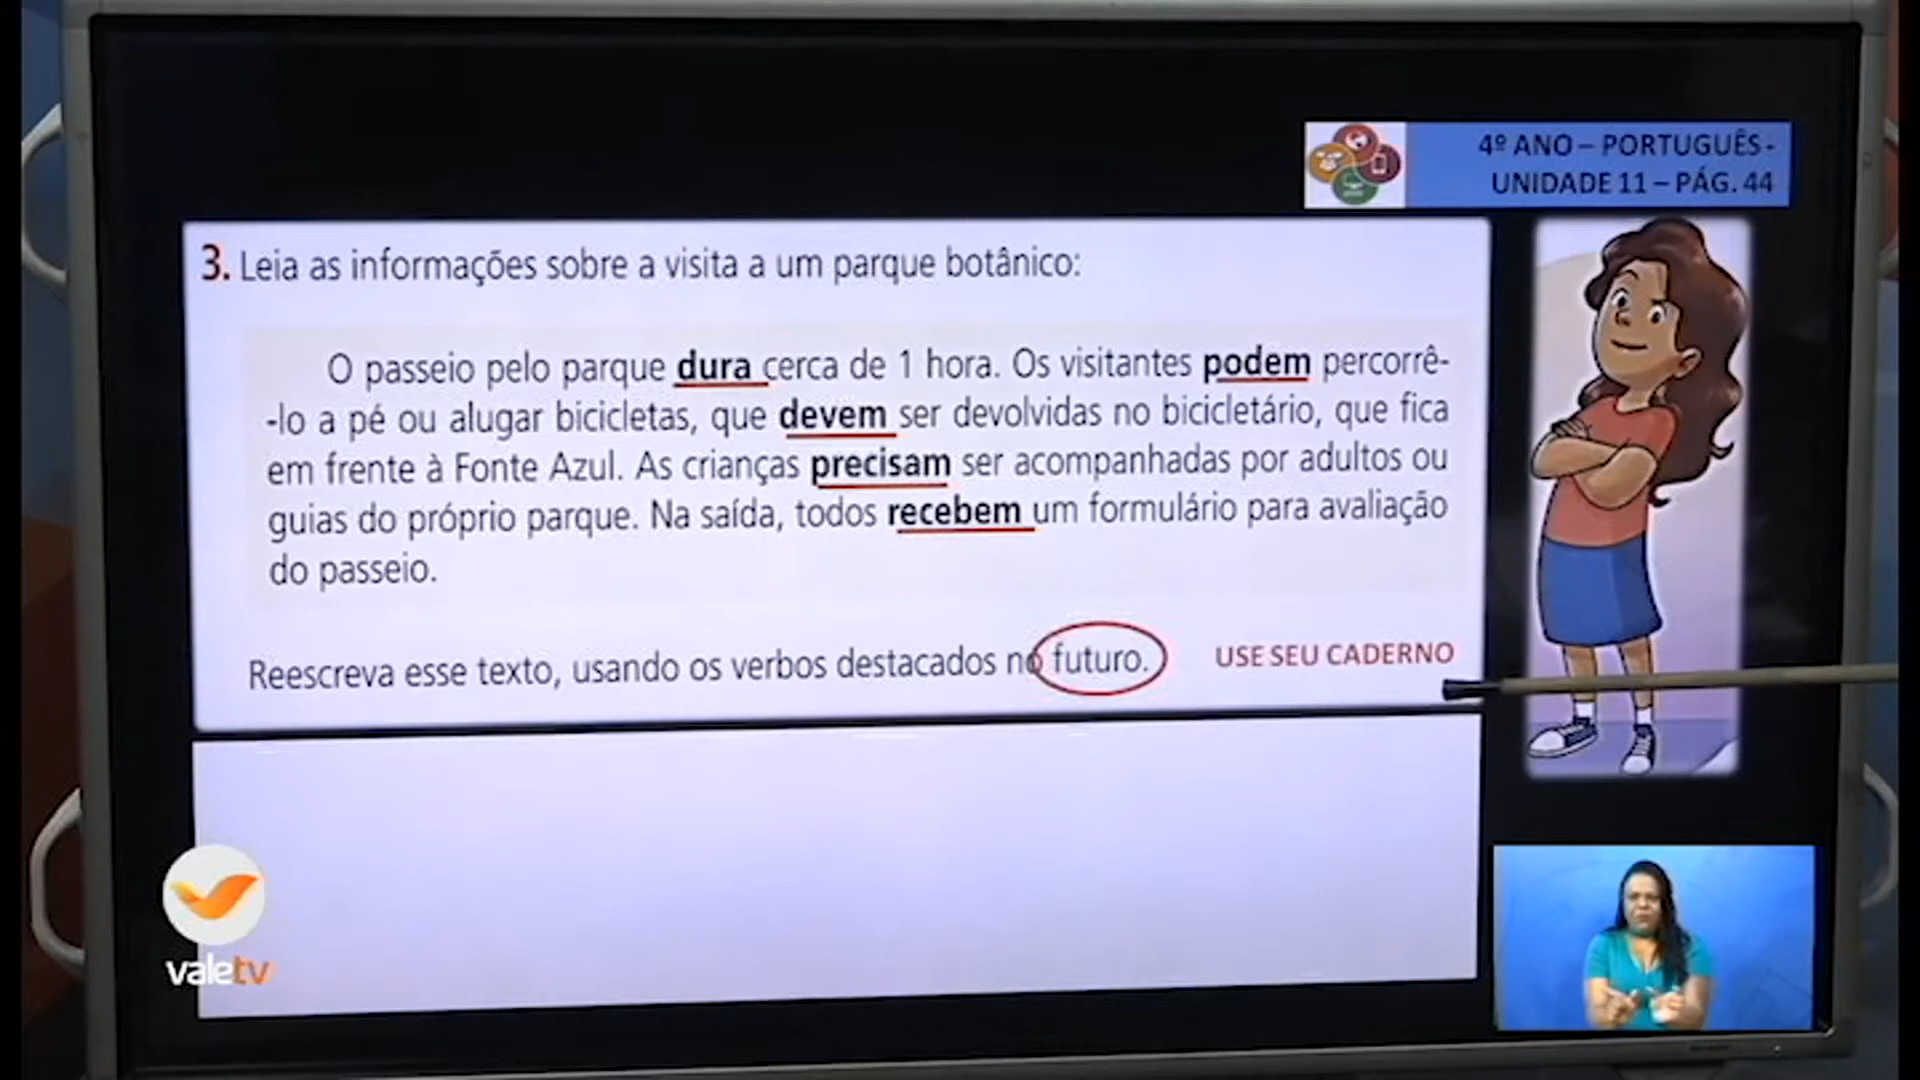 4º ANO – PORTUGUÊS -
UNIDADE 11 – PÁG. 44
3. Leia as informações sobre a visita a um parque botânico:
O passeio pelo parque dura cerca de 1 hora. Os visitantes podem percorrê-
-lo a pé ou alugar bicicletas, que devem ser devolvidas no bicicletário, que fica
em frente à Fonte Azul. As crianças precisam ser acompanhadas por adultos ou
guias do próprio parque. Na saída, todos recebem um formulário para avaliação
do passeio.
Reescreva esse texto, usando os verbos destacados no futuro. USE SEU CADERNO
valetv